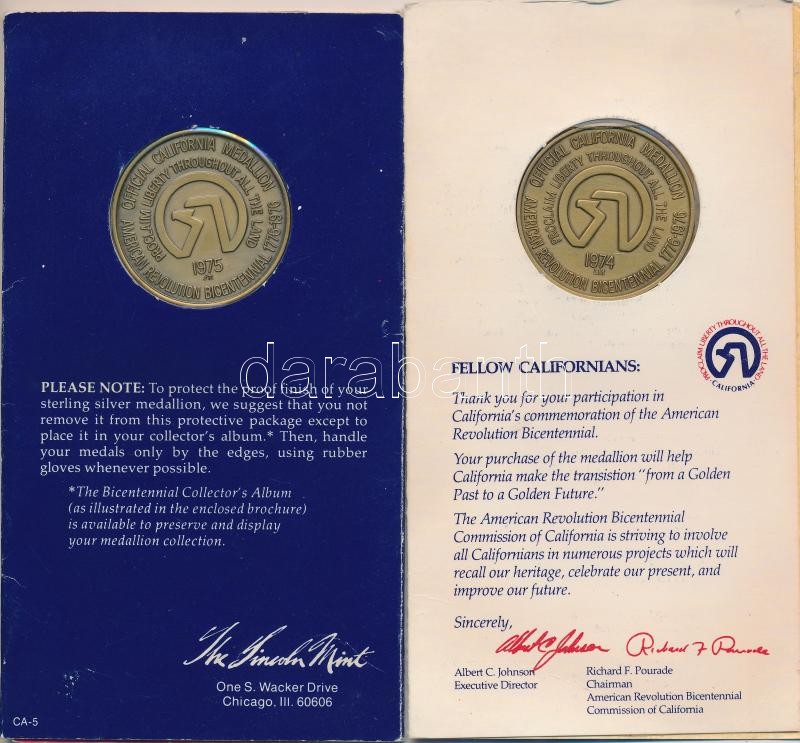 OFFICIAL CALIFORNIA MEDALLION
AMERICAN REVOLUTION BICENTENNIAL 1776-1976
PROCLAIM LIBERTY THROUGHOUT ALL THE LAND
1975
PLEASE NOTE: To protect the proof finish of your
sterling silver medallion, we suggest that you not
remove it from this protective package except to
place it in your collector's album.* Then, handle
your medals only by the edges, using rubber
gloves whenever possible.
*The Bicentennial Collector's Album
(as illustrated in the enclosed brochure)
is available to preserve and display
your medallion collection.
The Lincoln Mint
One S. Wacker Drive
Chicago, Ill. 60606
CA-5
OFFICIAL CALIFORNIA MEDALLION
AMERICAN REVOLUTION BICENTENNIAL 1776-1976
PROCLAIM LIBERTY THROUGHOUT ALL THE LAND
1974
PROCLAIM LIBERTY THROUGHOUT ALL THE LAND
CALIFORNIA
FELLOW CALIFORNIANS:
Thank you for your participation in
California's commemoration of the American
Revolution Bicentennial.
Your purchase of the medallion will help
California make the transistion "from a Golden
Past to a Golden Future."
The American Revolution Bicentennial
Commission of California is striving to involve
all Californians in numerous projects which will
recall our heritage, celebrate our present, and
improve our future.
Sincerely,
Albert C. Johnson Richard F. Pourade
Albert C. Johnson
Executive Director
Richard F. Pourade
Chairman
American Revolution Bicentennial
Commission of California
darabanth